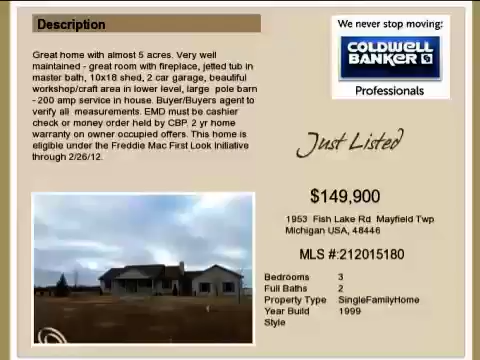 Description
Great home with almost 5 acres. Very well
maintained - great room with fireplace, jetted tub in
master bath, 10x18 shed, 2 car garage, beautiful
workshop/craft area in lower level, large pole barn
- 200 amp service in house. Buyer/Buyers agent to
verify all measurements. EMD must be cashier
check or money order held by CBP. 2 yr home
warranty on owner occupied offers. This home is
eligible under the Freddie Mac First Look Initiative
through 2/26/12.
We never stop moving:
COLDWELL
BANKER
Professionals
Just Listed
$149,900
1953 Fish Lake Rd Mayfield Twp
Michigan USA, 48446
MLS #:212015180
Bedrooms 3
Full Baths 2
Property Type SingleFamilyHome
Year Build 1999
Style